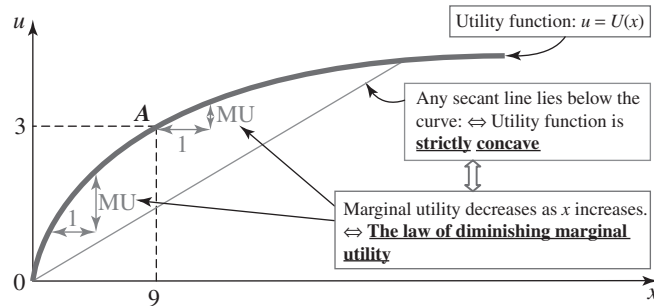 u
Utility function: u = U(x)
A
MU
Any secant line lies below the
curve: ⇔ Utility function is
strictly concave
3
1
MU
1
Marginal utility decreases as x increases.
⇔ The law of diminishing marginal
utility
0
9
x